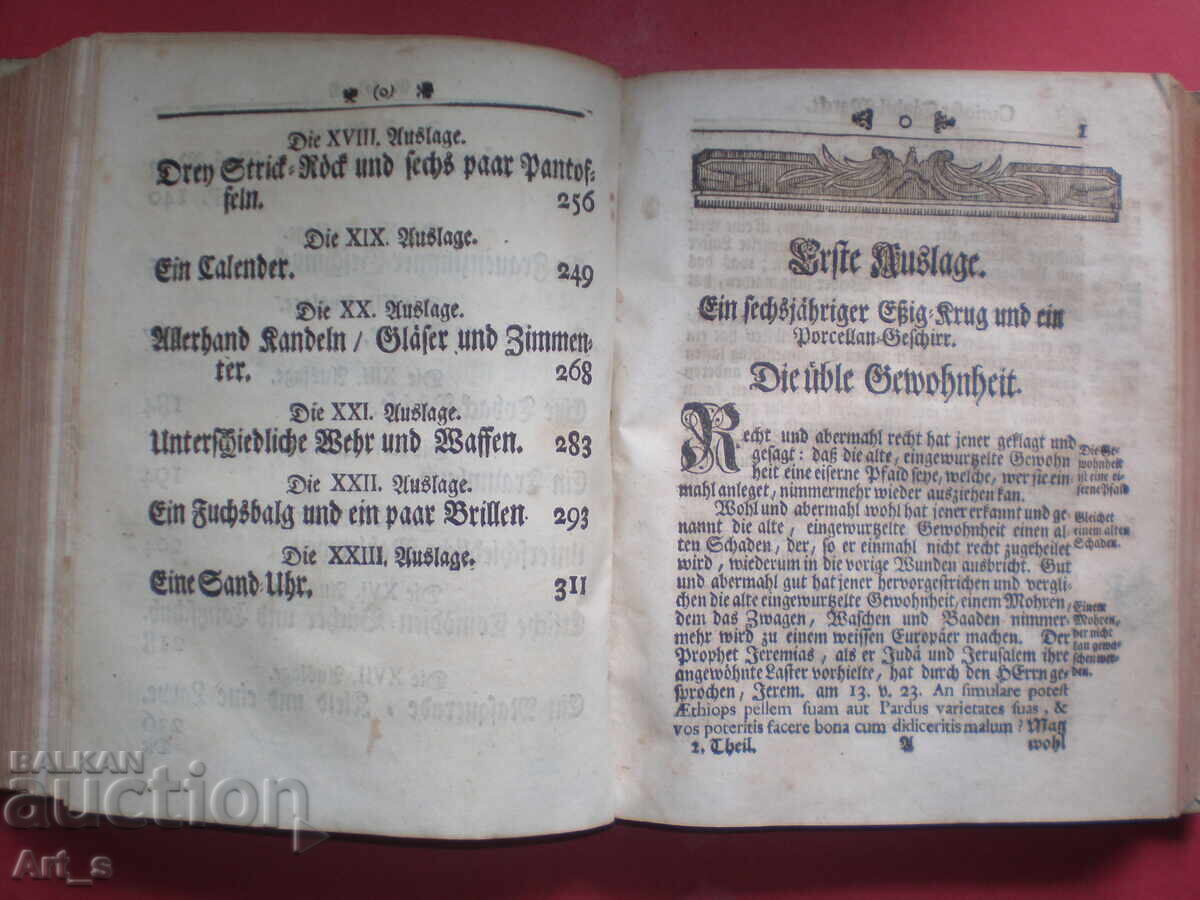 (o)
Die XVIII. Auslage.
Drey Strick-Röck und sechs paar Pantof-
feln. 256
Die XIX. Auslage.
Ein Calender. 249
Die XX. Auslage.
Allerhand Kandeln / Gläser und Zimmen-
ter. 268
Die XXI. Auslage.
Unterschiedliche Wehr und Waffen. 283
Die XXII. Auslage.
Ein Fuchsbalg und ein paar Brillen 293
Die XXIII. Auslage.
Eine Sand-Uhr. 311
O 1
Erste Auslage.
Ein sechsjähriger Eßig-Krug und ein
Porcellan-Geschirr.
Die üble Gewohnheit.
Recht und abermahl recht hat jener geklagt und
gesagt: daß die alte, eingewurtzelte Gewohn
heit eine eiserne Pfaid seye, welche, wer sie ein-
mahl anleget, nimmermehr wieder ausziehen kan.
Die Ge-
wohnheit
ist eine ei-
serne Pfaid
Wohl und abermahl wohl hat jener erkannt und ge-
nannt die alte, eingewurtzelte Gewohnheit einen al-
ten Schaden, der, so er einmahl nicht recht zugeheilet
wird, wiederum in die vorige Wunden ausbricht. Gut
Gleichet
einem alten
Schaden.
und abermahl gut hat jener hervorgestrichen und vergli-
chen die alte eingewurtzelte Gewohnheit, einem Mohren,
dem das Zwagen, Waschen und Baaden nimmer-
mehr wird zu einem weissen Europäer machen. Der
Prophet Jeremias, als er Judä und Jerusalem ihre
angewöhnte Laster vorhielte, hat durch den HErrn ge-
Einem
Mohren,
der nicht
kan gewa-
schen wer-
den.
sprochen, Jerem. am 13. v. 23. An simulare potest
Æthiops pellem suam aut Pardus varietates suas, &
vos poteritis facere bona cum didiceritis malum? Mag
2. Theil. A wohl
BALKAN
auction
Art_s